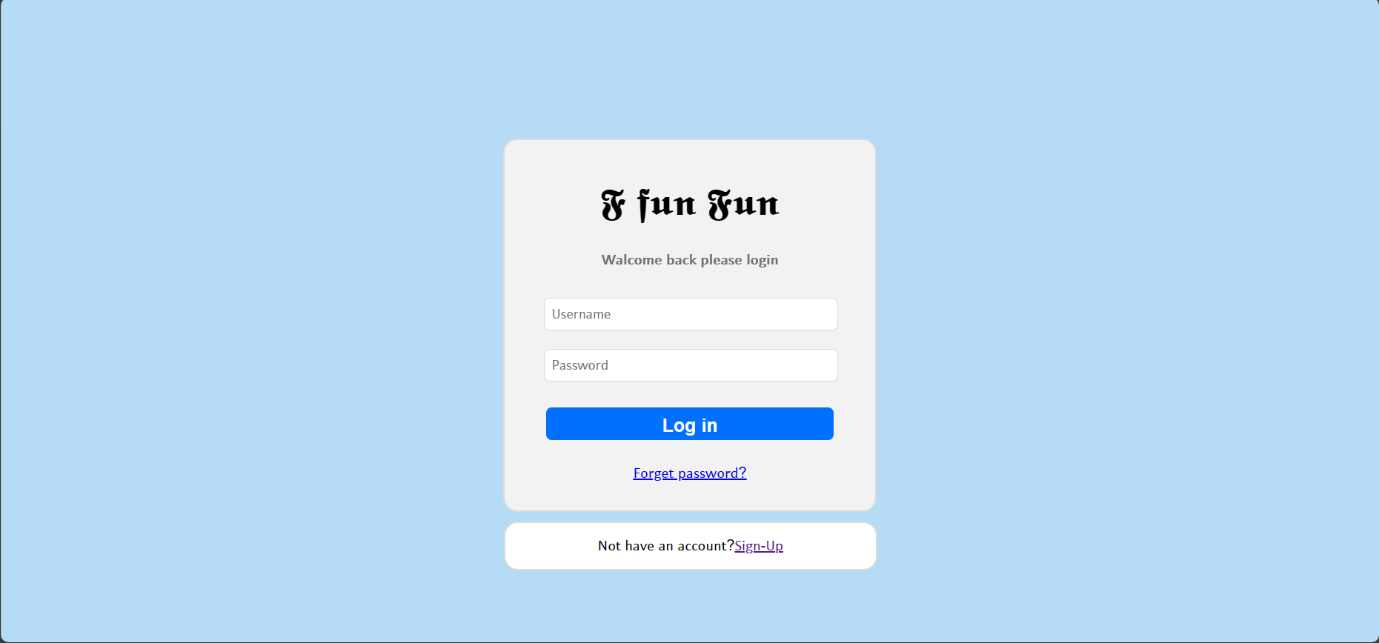 F fun Fun
Walcome back please login
Username
Password
Log in
Forget password?
Not have an account?Sign-Up